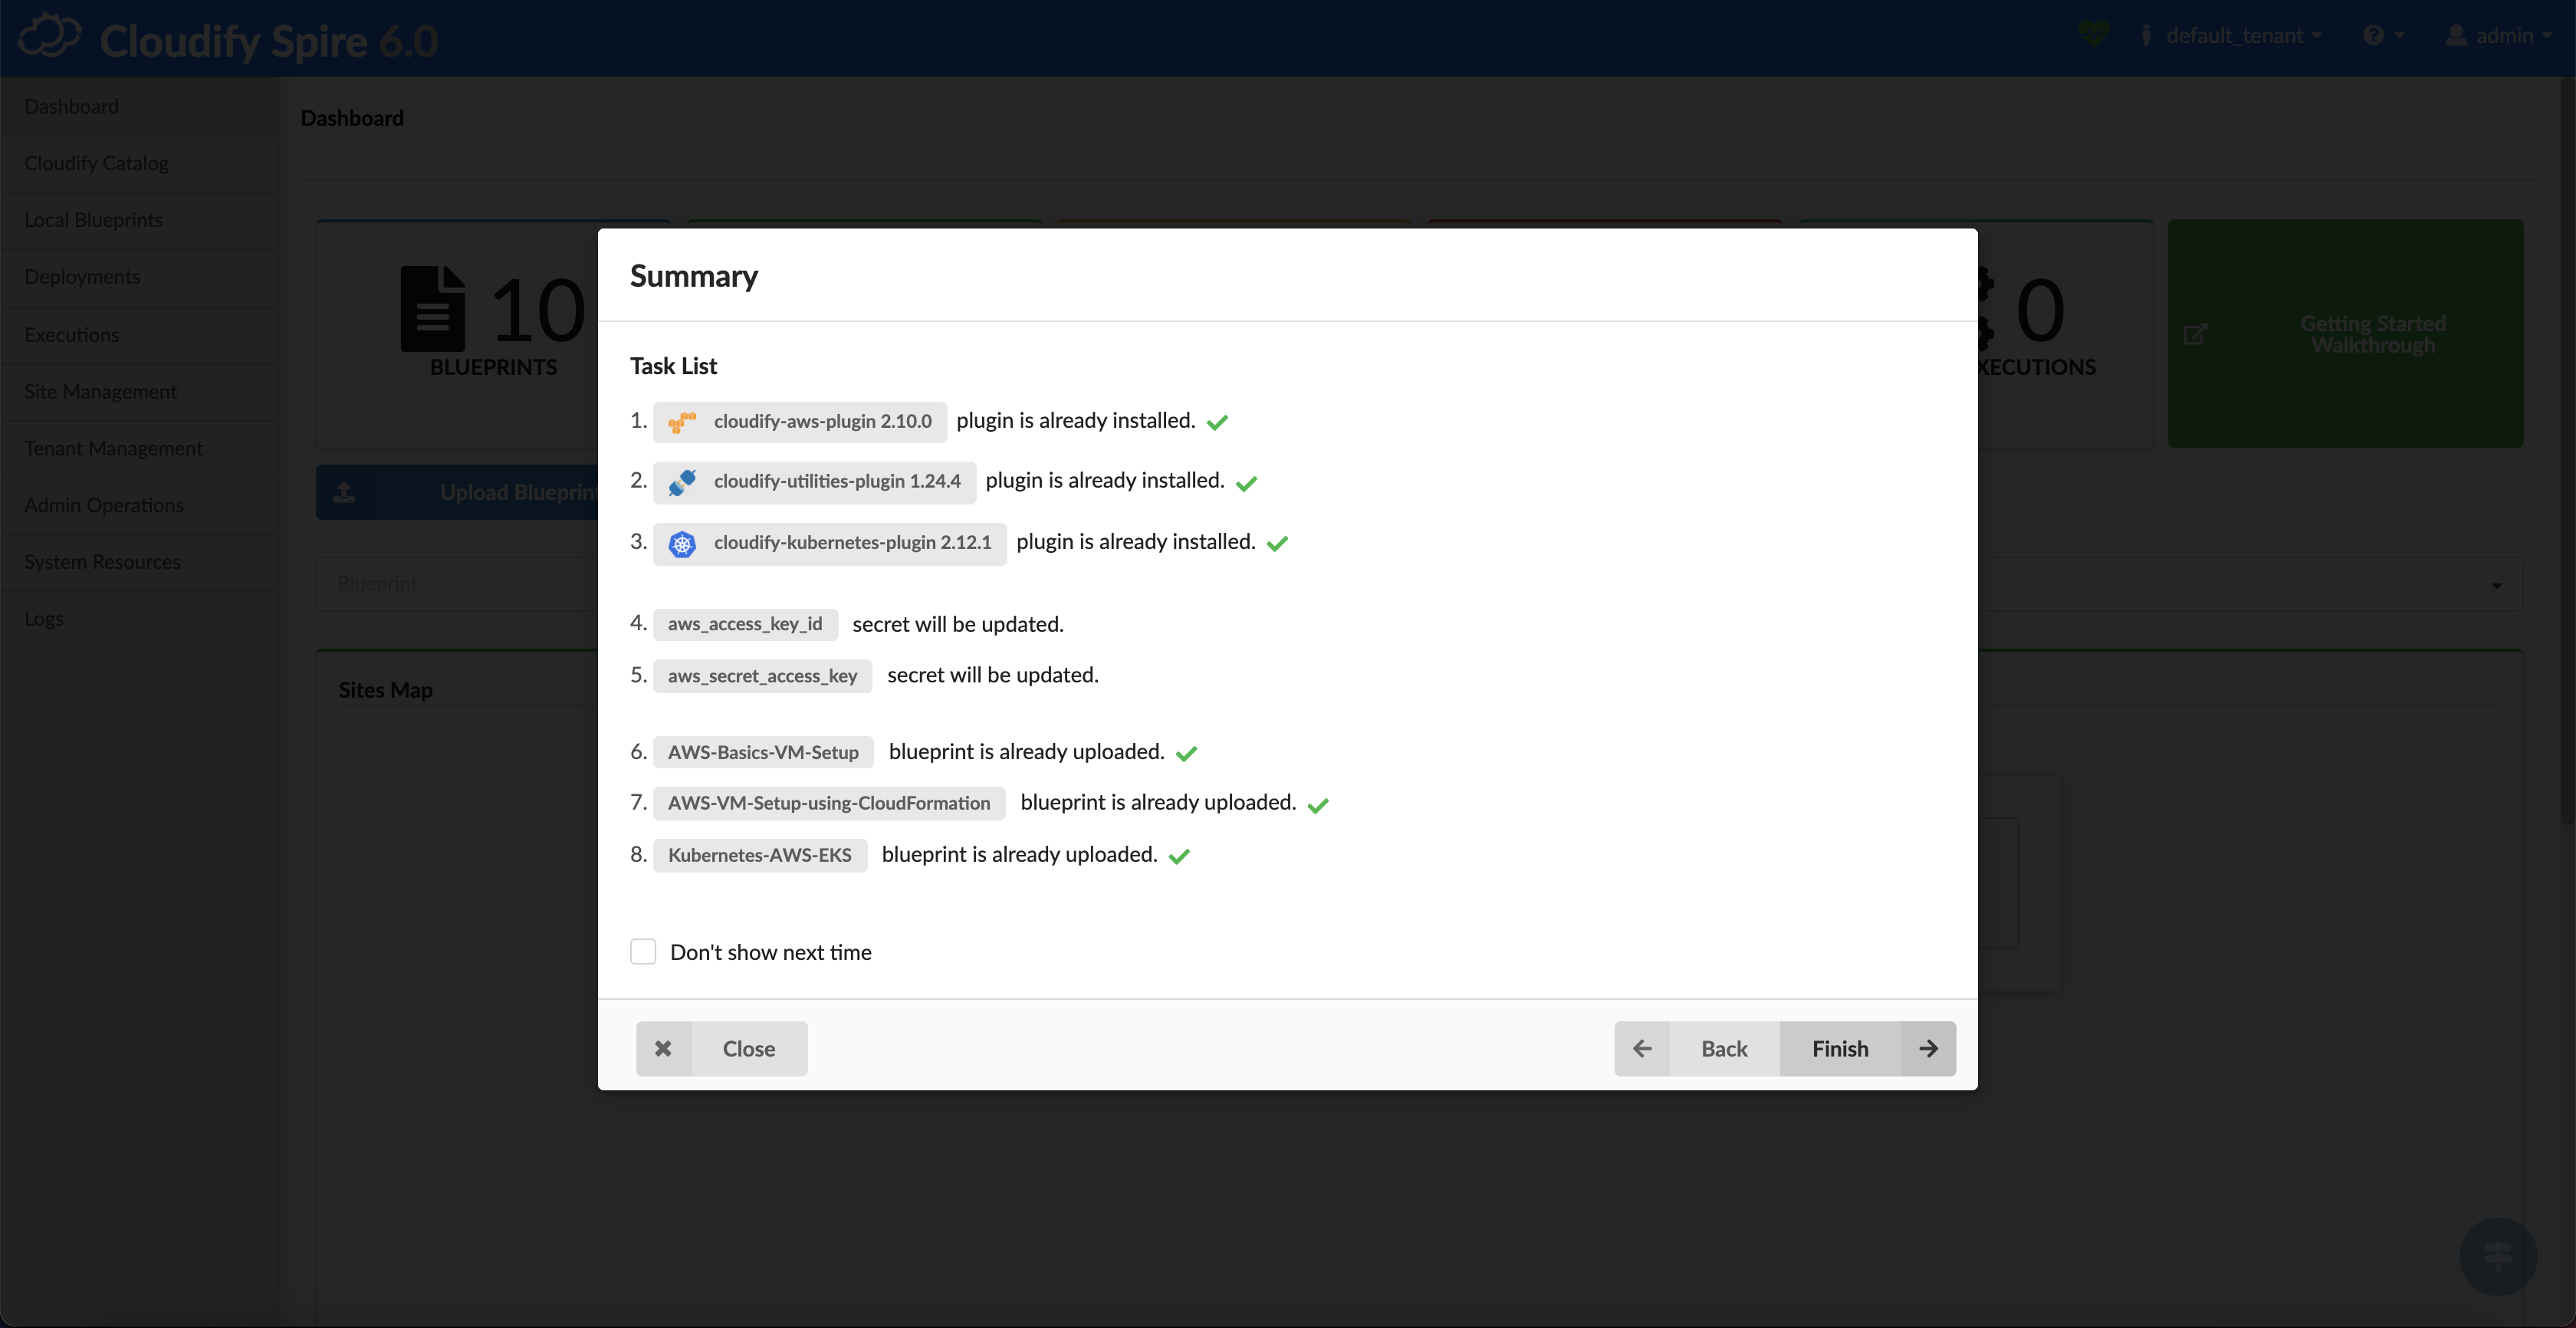 Cloudify Spire 6.0
default_tenant
admin
Dashboard
Cloudify Catalog
Local Blueprints
Deployments
Executions
Site Management
Tenant Management
Admin Operations
System Resources
Logs
Dashboard
10
BLUEPRINTS
0
XECUTIONS
Getting Started
Walkthrough
Upload Blueprint
Blueprint
Sites Map
Summary
Task List
1. cloudify-aws-plugin 2.10.0 plugin is already installed.
2. cloudify-utilities-plugin 1.24.4 plugin is already installed.
3. cloudify-kubernetes-plugin 2.12.1 plugin is already installed.
4. aws_access_key_id secret will be updated.
5. aws_secret_access_key secret will be updated.
6. AWS-Basics-VM-Setup blueprint is already uploaded.
7. AWS-VM-Setup-using-CloudFormation blueprint is already uploaded.
8. Kubernetes-AWS-EKS blueprint is already uploaded.
Don't show next time
Close
Back
Finish